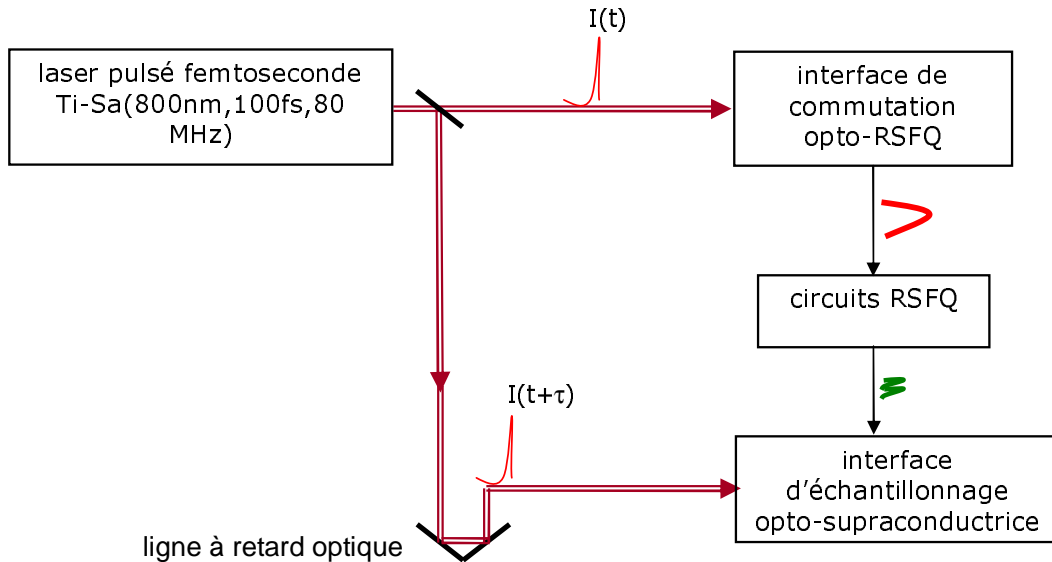 I(t)
laser pulsé femtoseconde
Ti-Sa(800nm,100fs,80
MHz)
interface de
commutation
opto-RSFQ
circuits RSFQ
I(t+τ)
interface
d'échantillonnage
opto-supraconductrice
ligne à retard optique